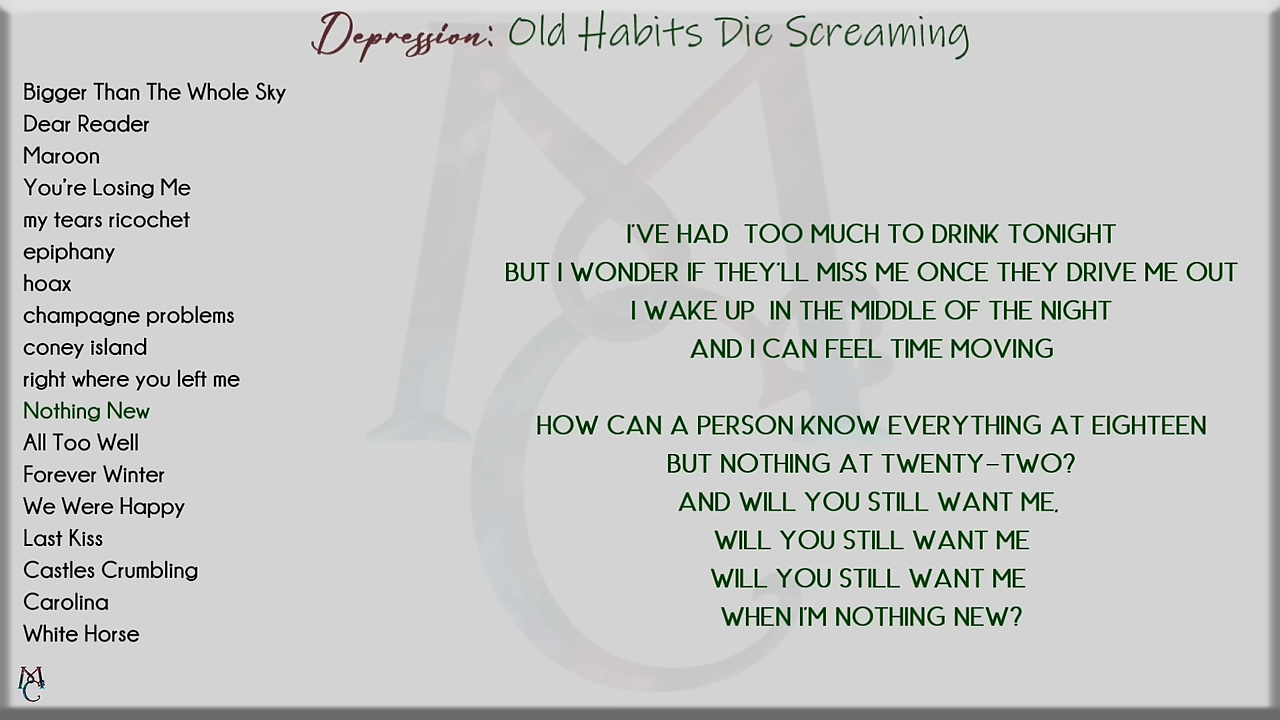 Depression: Old Habits Die Screaming
Bigger Than The Whole Sky
Dear Reader
Maroon
You're Losing Me
my tears ricochet
epiphany
hoax
champagne problems
coney island
right where you left me
Nothing New
All Too Well
Forever Winter
We Were Happy
Last Kiss
Castles Crumbling
Carolina
White Horse
I'VE HAD TOO MUCH TO DRINK TONIGHT
BUT I WONDER IF THEY'LL MISS ME ONCE THEY DRIVE ME OUT
I WAKE UP IN THE MIDDLE OF THE NIGHT
AND I CAN FEEL TIME MOVING
HOW CAN A PERSON KNOW EVERYTHING AT EIGHTEEN
BUT NOTHING AT TWENTY-TWO?
AND WILL YOU STILL WANT ME,
WILL YOU STILL WANT ME
WILL YOU STILL WANT ME
WHEN I'M NOTHING NEW?
MC